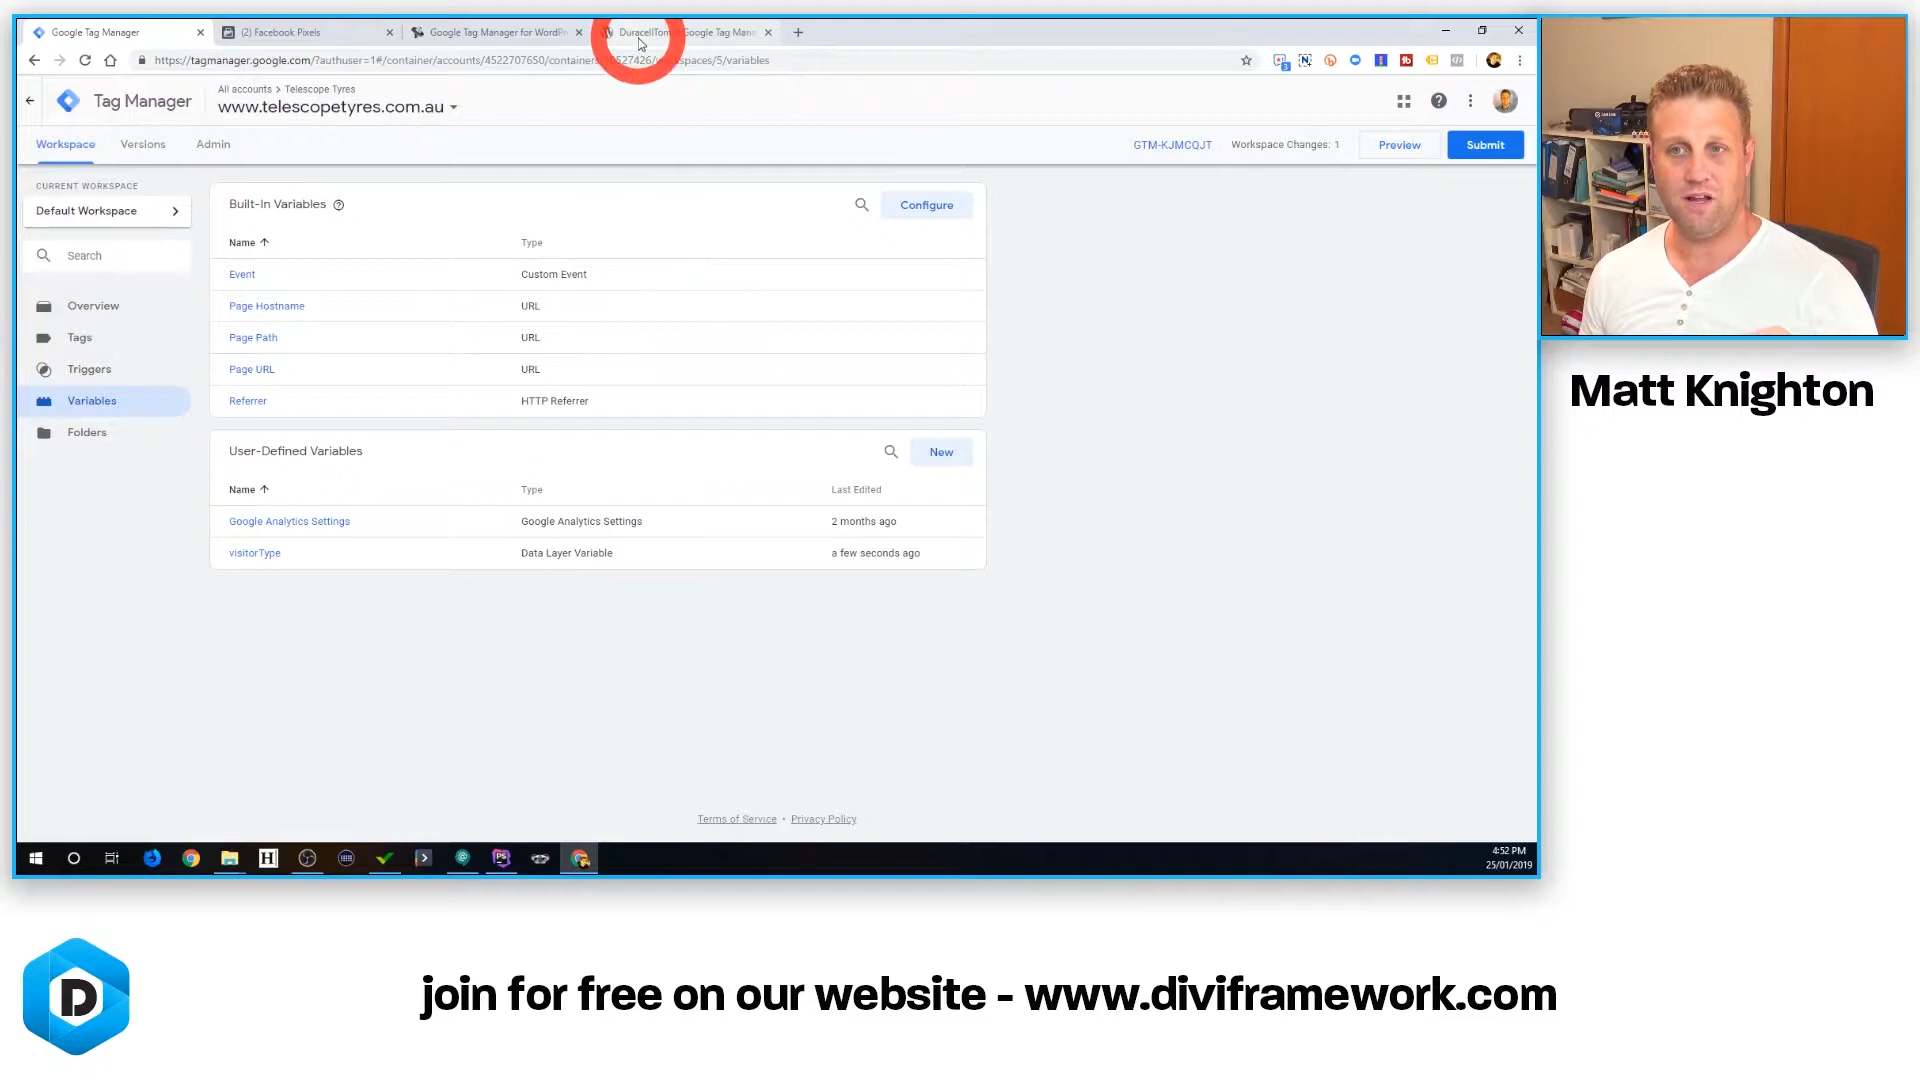 Google Tag Manager
(2) Facebook Pixels
Google Tag Manager for WordPr
Google Tag Mana
https://tagmanager.google.com/?authuser=1#/container/accounts/4522707650/containers
spaces/5/variables
Tag Manager
All accounts > Telescope Tyres
www.telescopetyres.com.au
Workspace
Versions
Admin
GTM-KJMCQJT
Workspace Changes: 1
Preview
Submit
CURRENT WORKSPACE
Default Workspace
Search
Overview
Tags
Triggers
Variables
Folders
Built-In Variables
Configure
Name Type
Event Custom Event
Page Hostname URL
Page Path URL
Page URL URL
Referrer HTTP Referrer
User-Defined Variables
New
Name Type Last Edited
Google Analytics Settings Google Analytics Settings 2 months ago
visitorType Data Layer Variable a few seconds ago
Terms of Service • Privacy Policy
4:52 PM
25/01/2019
Matt Knighton
D
join for free on our website - www.diviframework.com